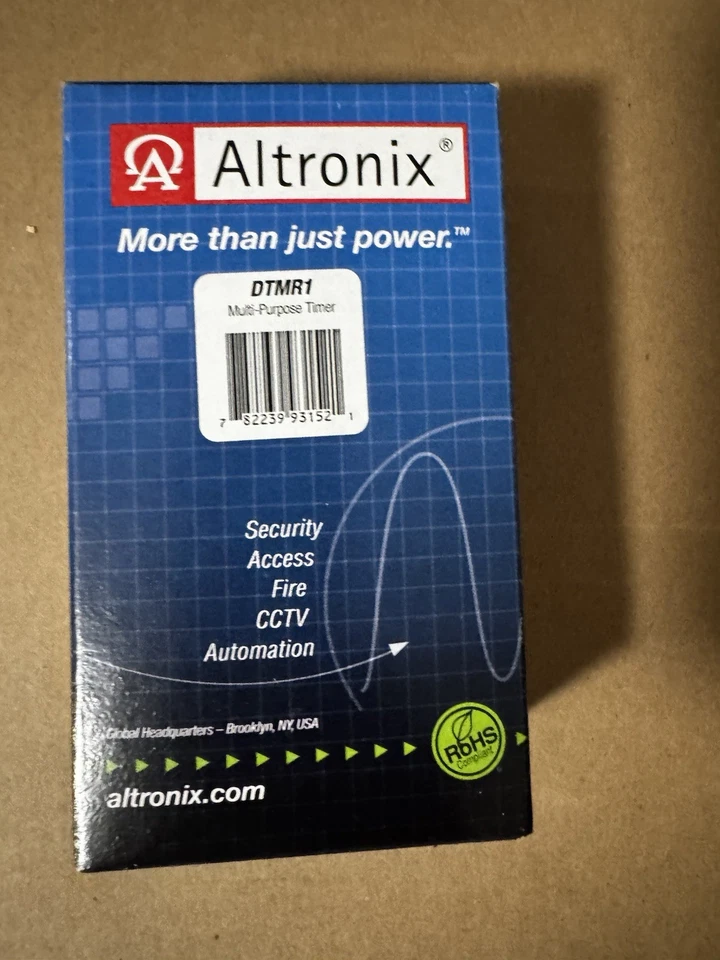 Altronix®
More than just power.™
DTMR1
Multi-Purpose Timer
7 82239 93152 1
Security
Access
Fire
CCTV
Automation
Global Headquarters – Brooklyn, NY, USA
RoHS
Compliant
altronix.com